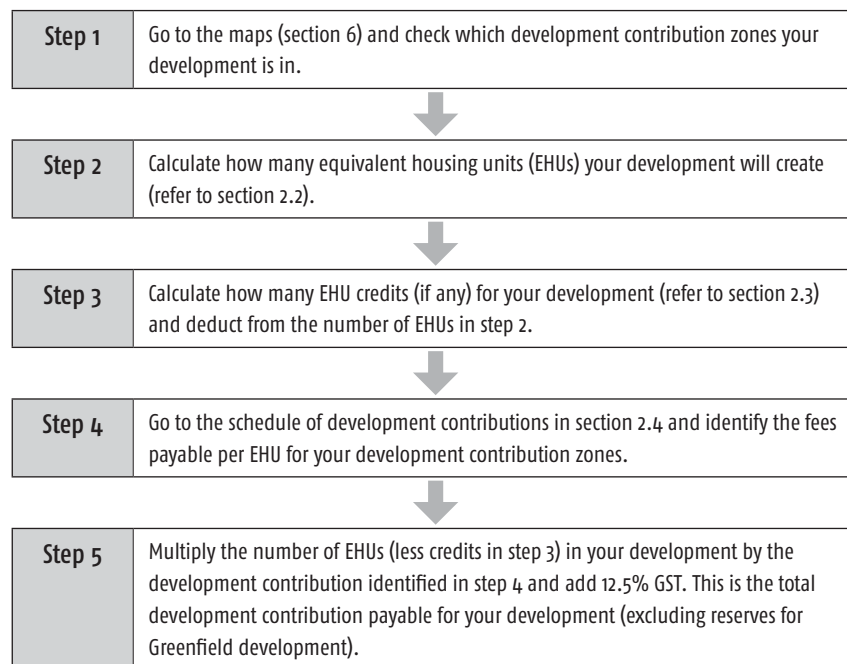 Step 1
Go to the maps (section 6) and check which development contribution zones your
development is in.
Step 2
Calculate how many equivalent housing units (EHUs) your development will create
(refer to section 2.2).
Step 3
Calculate how many EHU credits (if any) for your development (refer to section 2.3)
and deduct from the number of EHUs in step 2.
Step 4
Go to the schedule of development contributions in section 2.4 and identify the fees
payable per EHU for your development contribution zones.
Step 5
Multiply the number of EHUs (less credits in step 3) in your development by the
development contribution identified in step 4 and add 12.5% GST. This is the total
development contribution payable for your development (excluding reserves for
Greenfield development).